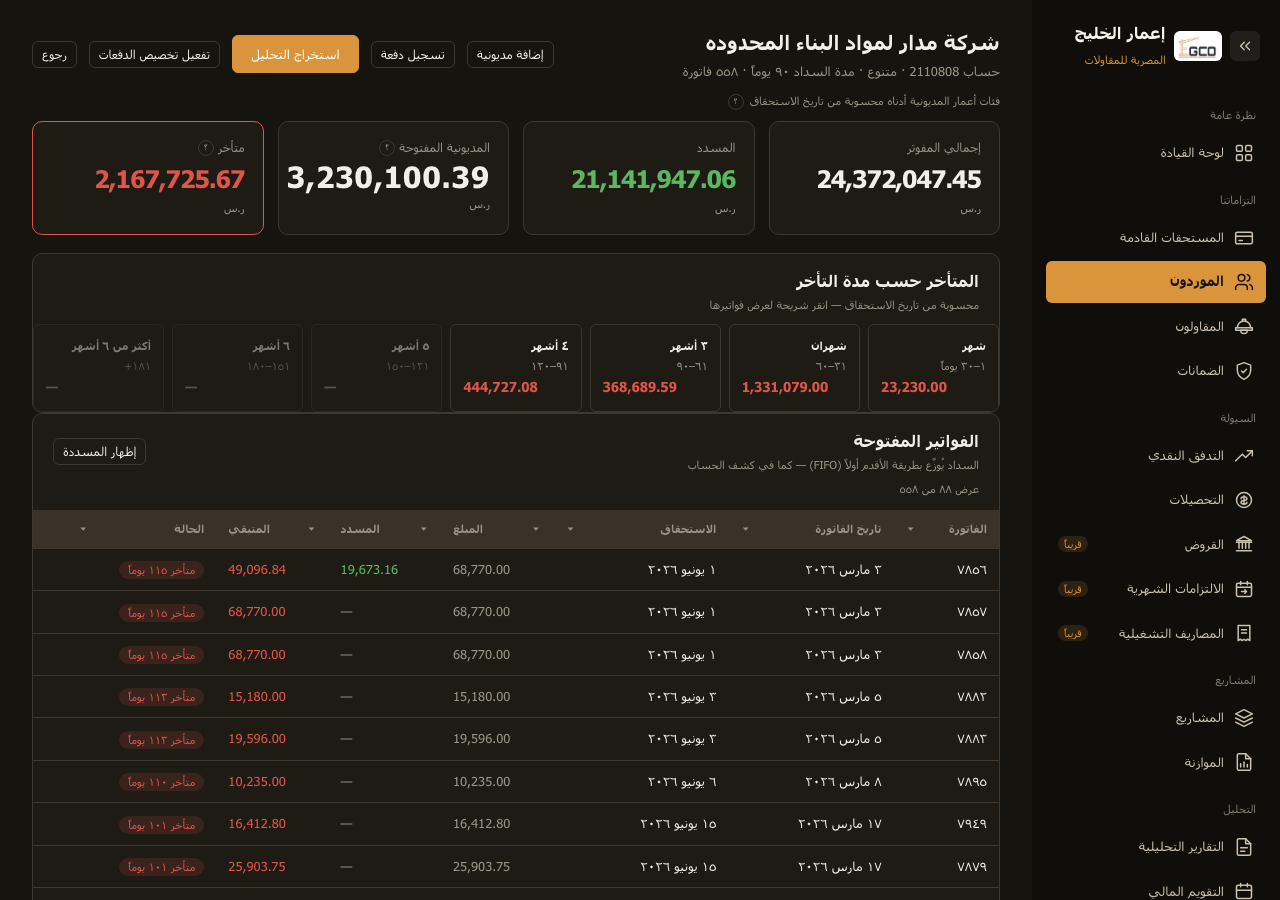 إعمار الخليج
المصرية للمقاولات
GCO
نظرة عامة
لوحة القيادة
التزاماتنا
المستحقات القادمة
الموردون
المقاولون
الضمانات
السيولة
التدفق النقدي
التحصيلات
القروض قريباً
الالتزامات الشهرية قريباً
المصاريف التشغيلية قريباً
المشاريع
المشاريع
الموازنة
التحليل
التقارير التحليلية
التقويم المالي
شركة مدار لمواد البناء المحدوده
إضافة مديونية تسجيل دفعة استخراج التحليل تفعيل تخصيص الدفعات رجوع
حساب 2110808 · متنوع · مدة السداد ٩٠ يوماً · ٥٥٨ فاتورة
فئات أعمار المديونية أدناه محسوبة من تاريخ الاستحقاق ؟
إجمالي المفوتر
24,372,047.45
ر.س
المسدد
21,141,947.06
ر.س
المديونية المفتوحة ؟
3,230,100.39
ر.س
متأخر ؟
2,167,725.67
ر.س
المتأخر حسب مدة التأخر
محسوبة من تاريخ الاستحقاق — انقر شريحة لعرض فواتيرها
شهر
١–٣٠ يوماً
23,230.00
شهران
٣١–٦٠
1,331,079.00
٣ أشهر
٦١–٩٠
368,689.59
٤ أشهر
٩١–١٢٠
444,727.08
٥ أشهر
١٢١–١٥٠
—
٦ أشهر
١٥١–١٨٠
—
أكثر من ٦ أشهر
١٨١+
—
الفواتير المفتوحة
إظهار المسددة
السداد يُوزَّع بطريقة الأقدم أولاً (FIFO) — كما في كشف الحساب
عرض ٨٨ من ٥٥٨
الفاتورة تاريخ الفاتورة الاستحقاق المبلغ المسدد المتبقي الحالة
٧٨٥٦ ٣ مارس ٢٠٢٦ ١ يونيو ٢٠٢٦ 68,770.00 19,673.16 49,096.84 متأخر ١١٥ يوماً
٧٨٥٧ ٣ مارس ٢٠٢٦ ١ يونيو ٢٠٢٦ 68,770.00 — 68,770.00 متأخر ١١٥ يوماً
٧٨٥٨ ٣ مارس ٢٠٢٦ ١ يونيو ٢٠٢٦ 68,770.00 — 68,770.00 متأخر ١١٥ يوماً
٧٨٨٢ ٥ مارس ٢٠٢٦ ٣ يونيو ٢٠٢٦ 15,180.00 — 15,180.00 متأخر ١١٣ يوماً
٧٨٨٣ ٥ مارس ٢٠٢٦ ٣ يونيو ٢٠٢٦ 19,596.00 — 19,596.00 متأخر ١١٣ يوماً
٧٨٩٥ ٨ مارس ٢٠٢٦ ٦ يونيو ٢٠٢٦ 10,235.00 — 10,235.00 متأخر ١١٠ يوماً
٧٩٤٩ ١٧ مارس ٢٠٢٦ ١٥ يونيو ٢٠٢٦ 16,412.80 — 16,412.80 متأخر ١٠١ يوماً
٧٨٧٩ ١٧ مارس ٢٠٢٦ ١٥ يونيو ٢٠٢٦ 25,903.75 — 25,903.75 متأخر ١٠١ يوماً